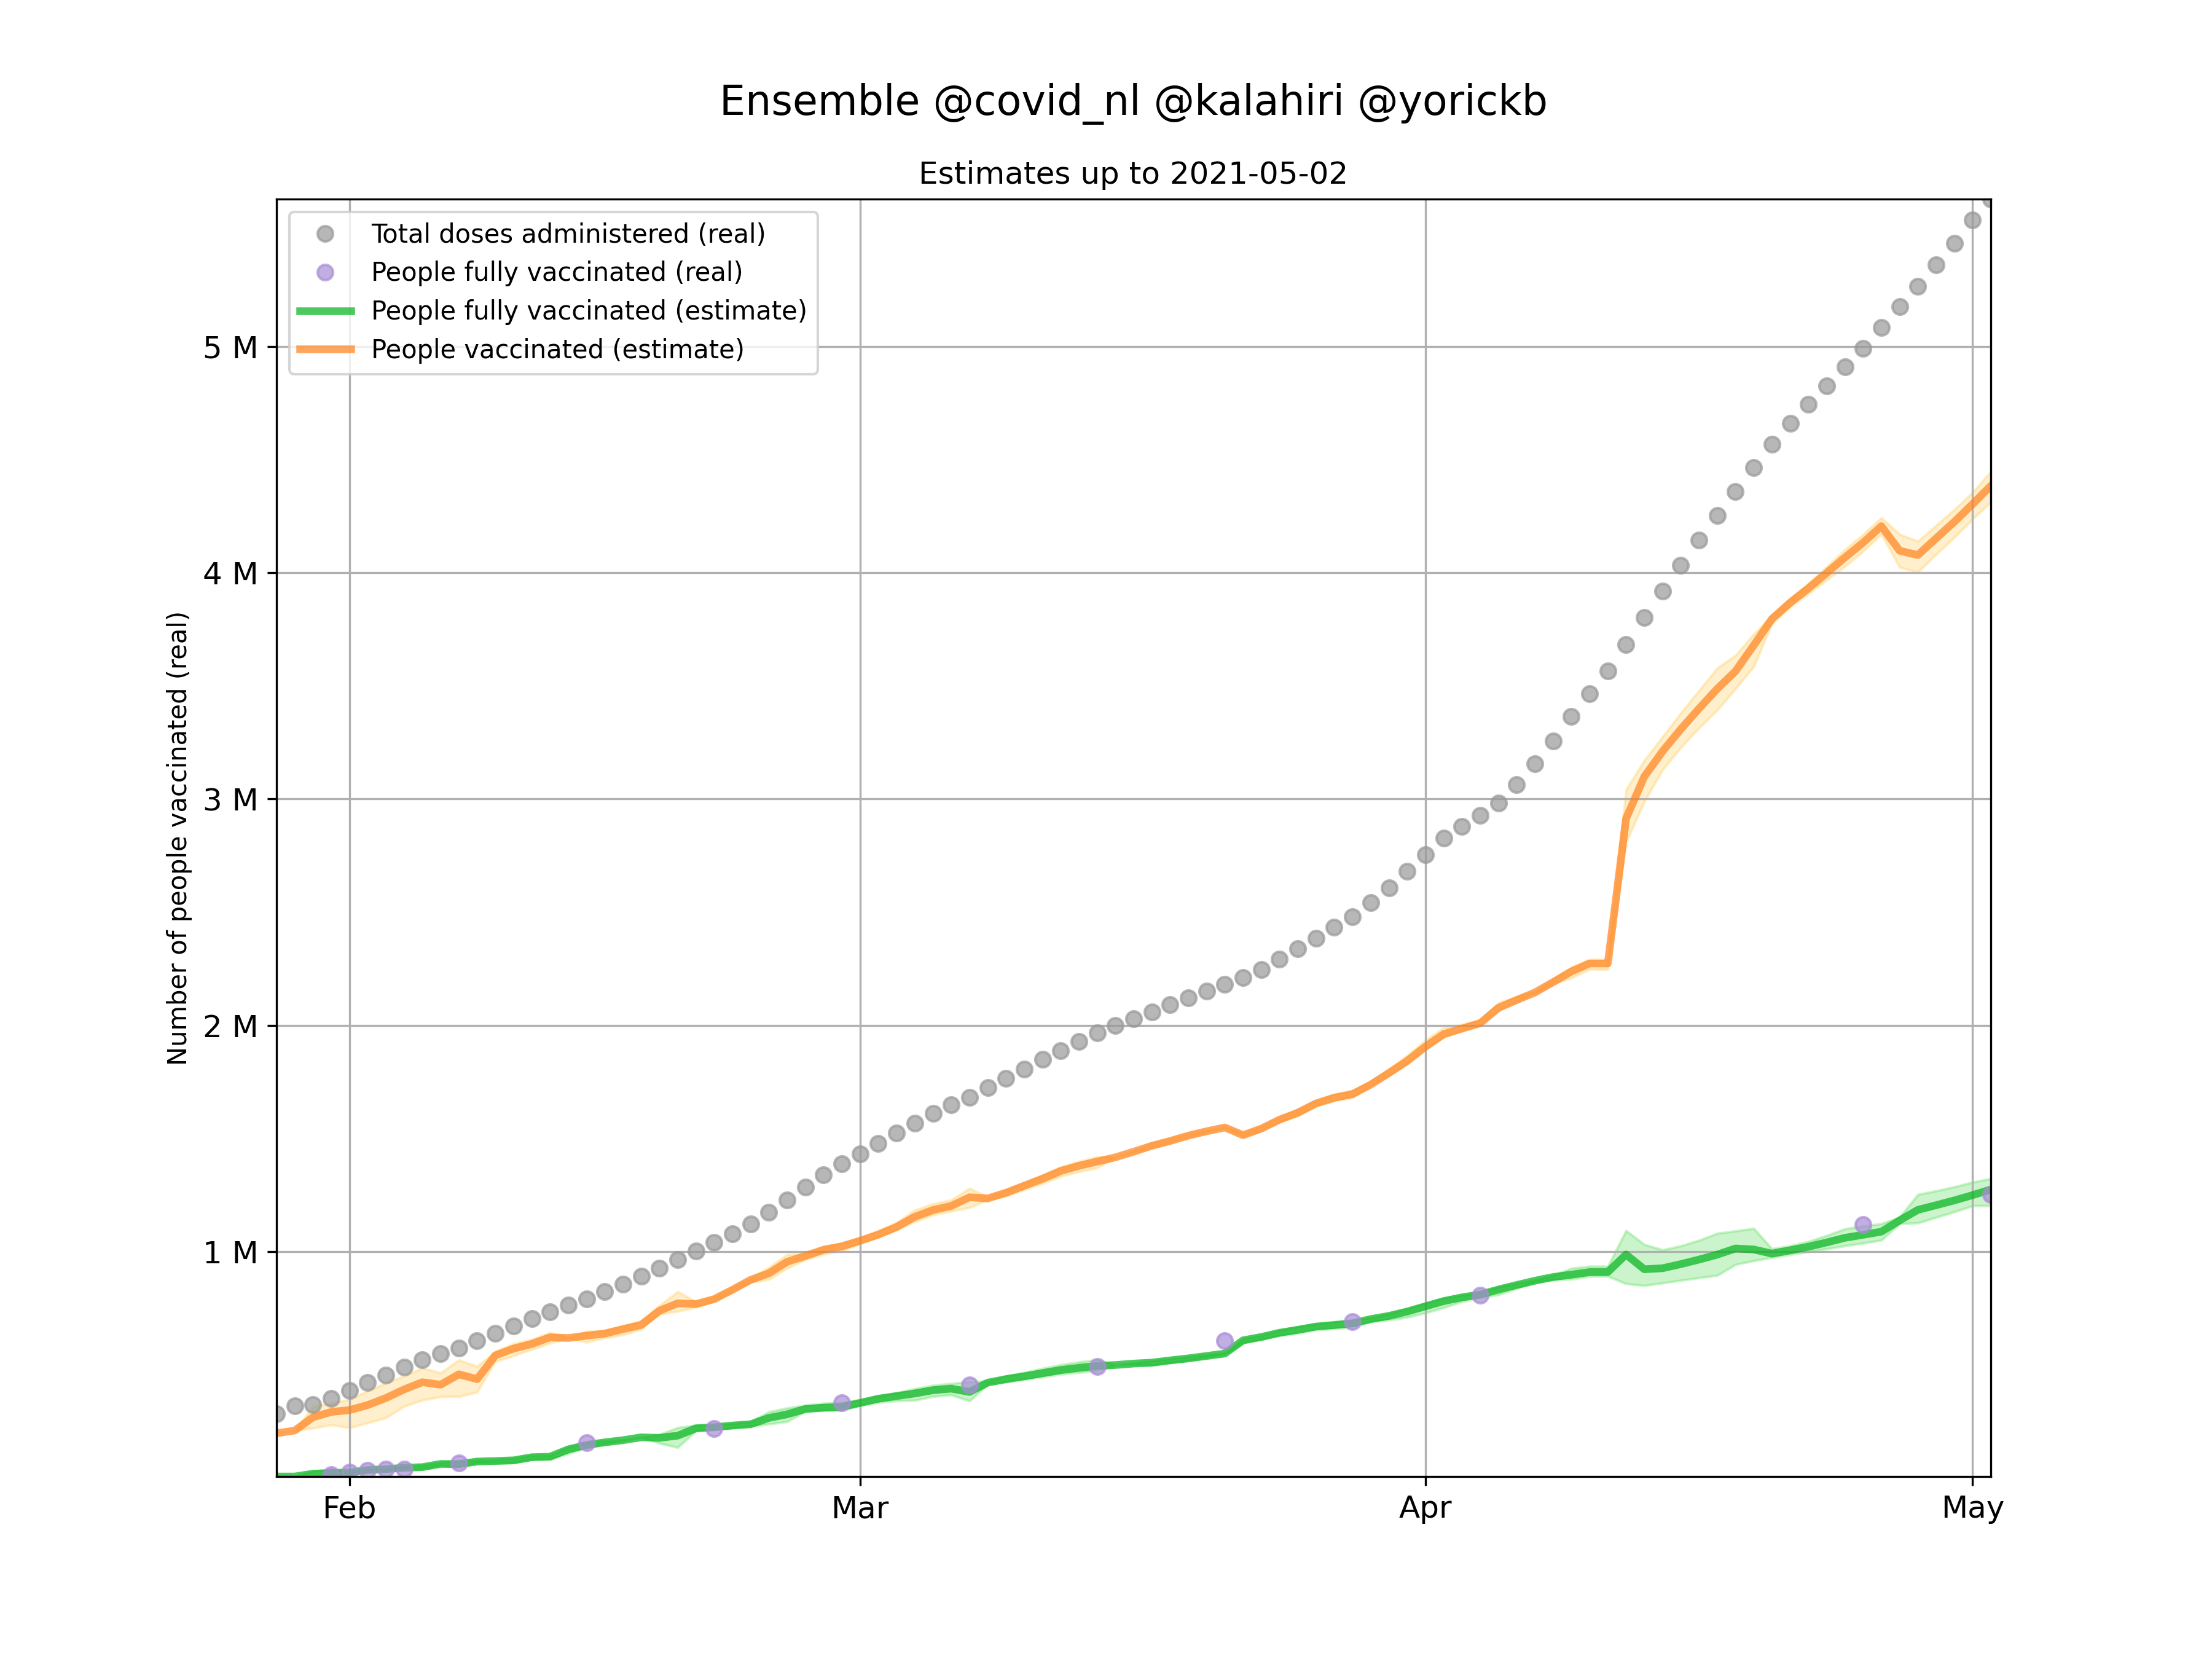 Ensemble @covid_nl @kalahiri @yorickb
Estimates up to 2021-05-02
Total doses administered (real)
People fully vaccinated (real)
People fully vaccinated (estimate)
People vaccinated (estimate)
Number of people vaccinated (real)
5 M
4 M
3 M
2 M
1 M
Feb
Mar
Apr
May